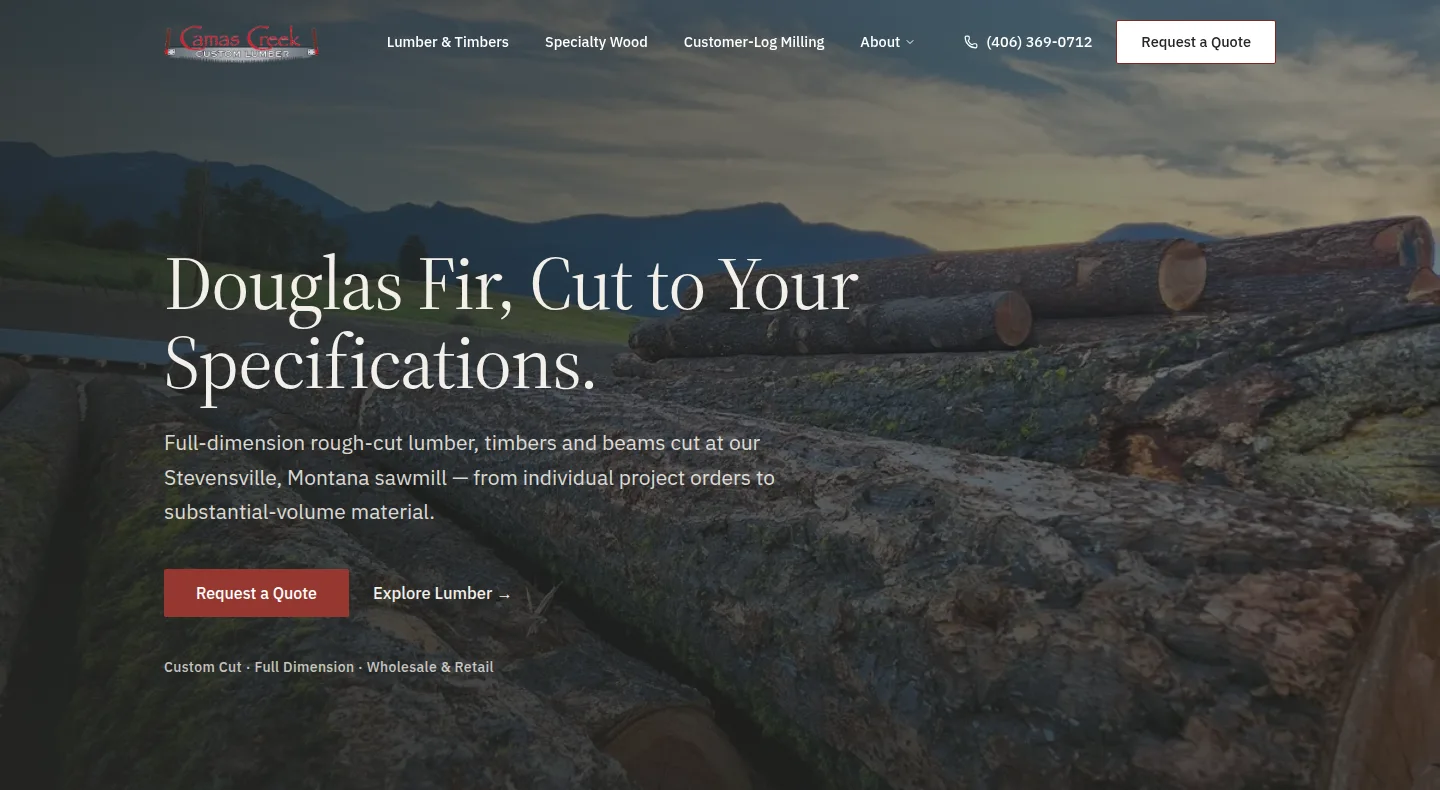 Camas Creek
CUSTOM LUMBER
Lumber & Timbers
Specialty Wood
Customer-Log Milling
About
(406) 369-0712
Request a Quote
Douglas Fir, Cut to Your
Specifications.
Full-dimension rough-cut lumber, timbers and beams cut at our
Stevensville, Montana sawmill — from individual project orders to
substantial-volume material.
Request a Quote
Explore Lumber →
Custom Cut · Full Dimension · Wholesale & Retail